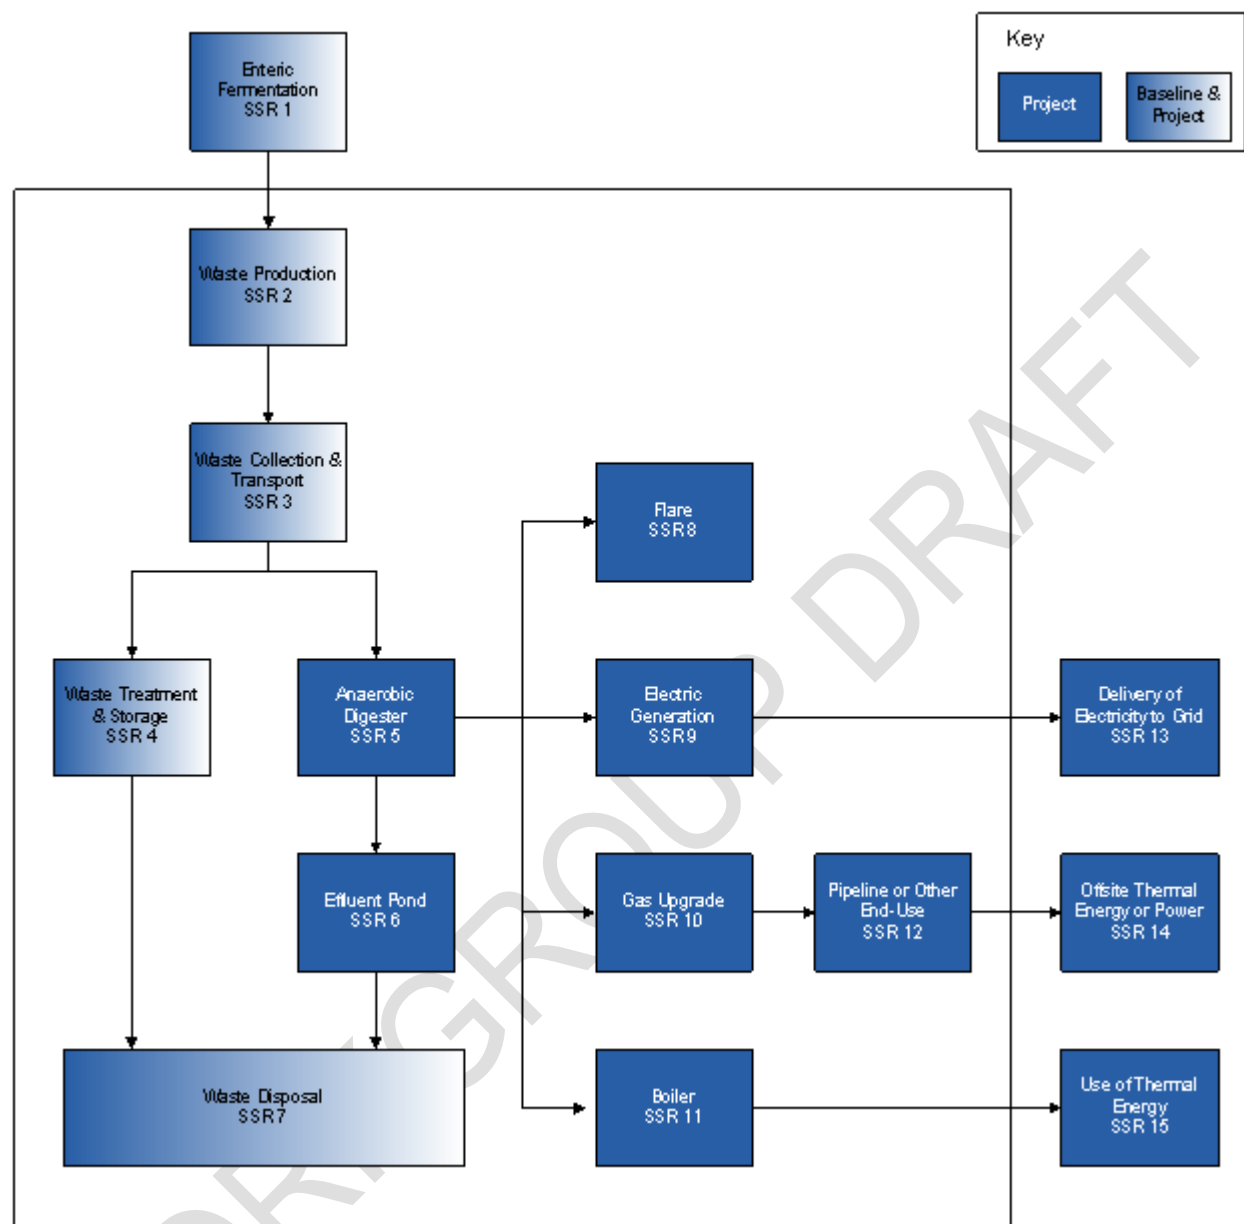 Key
Project
Baseline &
Project
Enteric
Fermentation
SSR 1
Waste Production
SSR 2
Waste Collection &
Transport
SSR 3
Flare
SSR 8
Waste Treatment
& Storage
SSR 4
Anaerobic
Digester
SSR 5
Electric
Generation
SSR 9
Delivery of
Electricity to Grid
SSR 13
Effluent Pond
SSR 6
Gas Upgrade
SSR 10
Pipeline or Other
End-Use
SSR 12
Offsite Thermal
Energy or Power
SSR 14
Waste Disposal
SSR 7
Boiler
SSR 11
Use of Thermal
Energy
SSR 15
ORKGROUP DRAFT